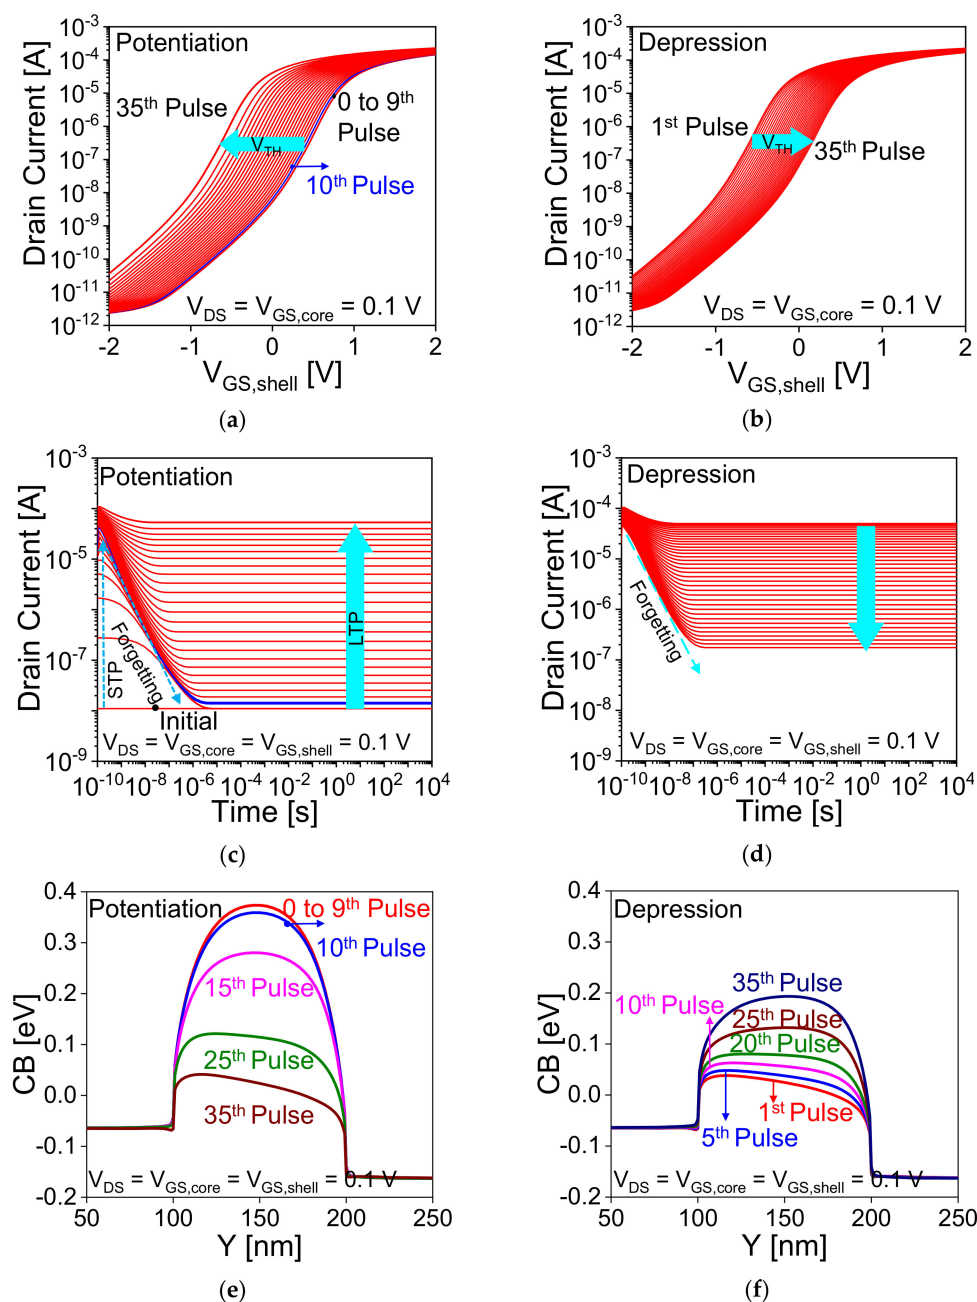 Potentiation
35th Pulse
0 to 9th
Pulse
VTH
10th Pulse
VDS = VGS,core = 0.1 V
Drain Current [A]
10-3
10-4
10-5
10-6
10-7
10-8
10-9
10-10
10-11
10-12
-2 -1 0 1 2
VGS,shell [V]
(a)
Depression
1st Pulse
VTH
35th Pulse
VDS = VGS,core = 0.1 V
Drain Current [A]
10-3
10-4
10-5
10-6
10-7
10-8
10-9
10-10
10-11
10-12
-2 -1 0 1 2
VGS,shell [V]
(b)
Potentiation
STP
Forgetting
LTP
Initial
VDS = VGS,core = VGS,shell = 0.1 V
Drain Current [A]
10-3
10-5
10-7
10-9
10-10 10-8 10-6 10-4 10-2 100 102 104
Time [s]
(c)
Depression
Forgetting
VDS = VGS,core = VGS,shell = 0.1 V
Drain Current [A]
10-3
10-4
10-5
10-6
10-7
10-8
10-9
10-10 10-8 10-6 10-4 10-2 100 102 104
Time [s]
(d)
Potentiation
0 to 9th Pulse
10th Pulse
15th Pulse
25th Pulse
35th Pulse
VDS = VGS,core = VGS,shell = 0.1 V
CB [eV]
0.4
0.3
0.2
0.1
0.0
-0.1
-0.2
50 100 150 200 250
Y [nm]
(e)
Depression
35th Pulse
10th Pulse
25th Pulse
20th Pulse
1st Pulse
5th Pulse
VDS = VGS,core = VGS,shell = 0.1 V
CB [eV]
0.4
0.3
0.2
0.1
0.0
-0.1
-0.2
50 100 150 200 250
Y [nm]
(f)